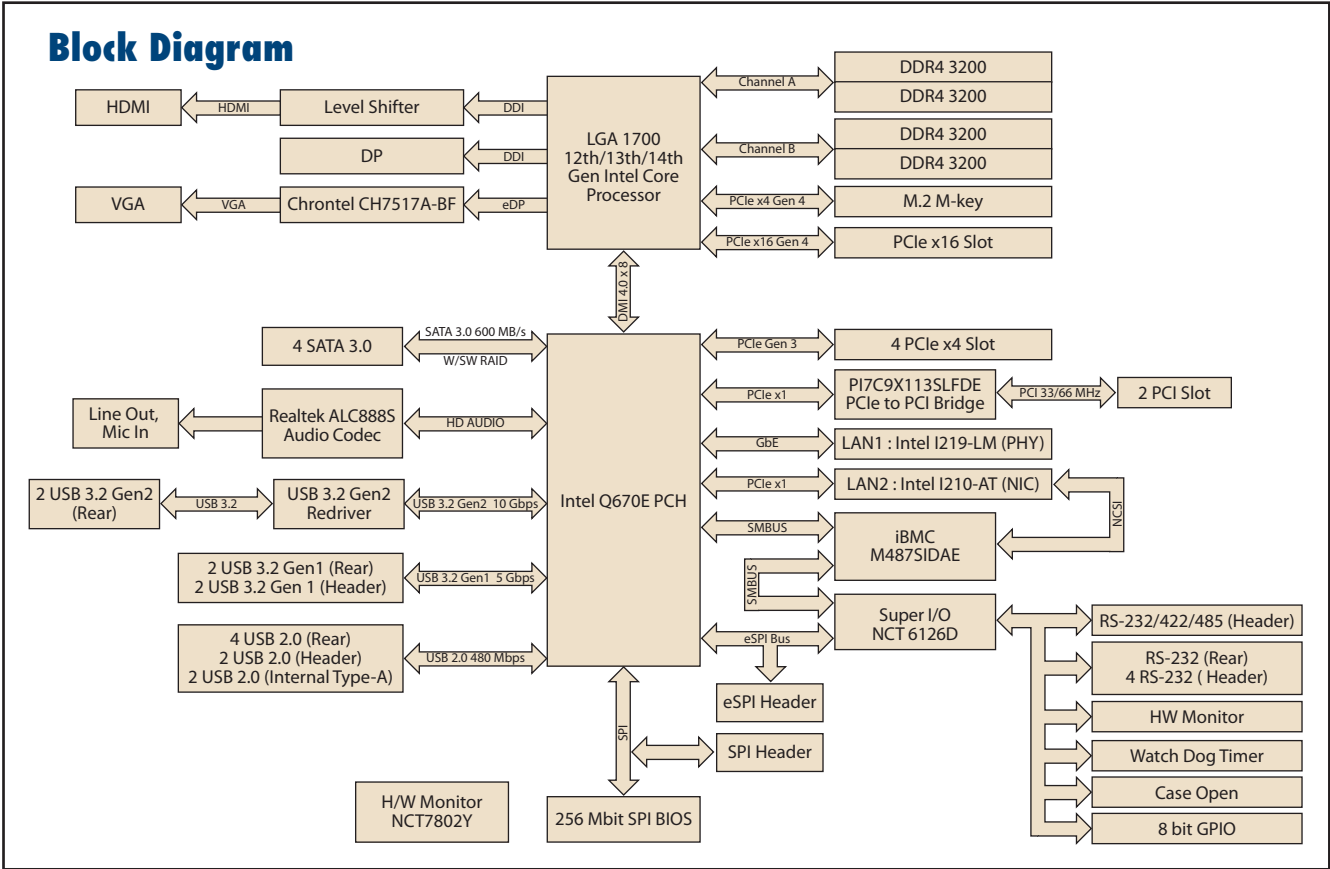 Block Diagram
HDMI
HDMI
Level Shifter
DDI
DP
DDI
VGA
VGA
Chrontel CH7517A-BF
eDP
LGA 1700
12th/13th/14th
Gen Intel Core
Processor
Channel A
DDR4 3200
DDR4 3200
Channel B
DDR4 3200
DDR4 3200
PCIe x4 Gen 4
M.2 M-key
PCIe x16 Gen 4
PCIe x16 Slot
DMI 4.0 x 8
4 SATA 3.0
SATA 3.0 600 MB/s
W/SW RAID
Line Out,
Mic In
Realtek ALC888S
Audio Codec
HD AUDIO
2 USB 3.2 Gen2
(Rear)
USB 3.2
USB 3.2 Gen2
Redriver
USB 3.2 Gen2 10 Gbps
2 USB 3.2 Gen1 (Rear)
2 USB 3.2 Gen 1 (Header)
USB 3.2 Gen1 5 Gbps
4 USB 2.0 (Rear)
2 USB 2.0 (Header)
2 USB 2.0 (Internal Type-A)
USB 2.0 480 Mbps
Intel Q670E PCH
PCIe Gen 3
4 PCIe x4 Slot
PCIe x1
PI7C9X113SLFDE
PCIe to PCI Bridge
PCI 33/66 MHz
2 PCI Slot
GbE
LAN1 : Intel I219-LM (PHY)
PCIe x1
LAN2 : Intel I210-AT (NIC)
NCSI
SMBUS
iBMC
M487SIDAE
SMBUS
Super I/O
NCT 6126D
eSPI Bus
eSPI Header
SPI
SPI Header
H/W Monitor
NCT7802Y
256 Mbit SPI BIOS
RS-232/422/485 (Header)
RS-232 (Rear)
4 RS-232 ( Header)
HW Monitor
Watch Dog Timer
Case Open
8 bit GPIO